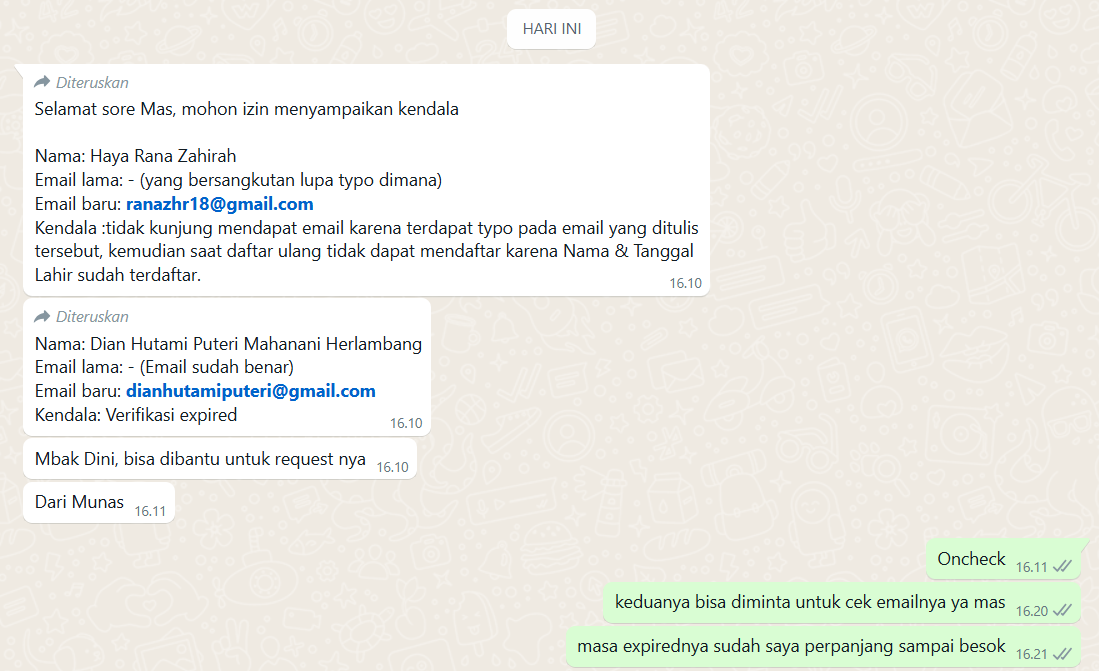 HARI INI
Diteruskan
Selamat sore Mas, mohon izin menyampaikan kendala
Nama: Haya Rana Zahirah
Email lama: - (yang bersangkutan lupa typo dimana)
Email baru: ranazhr18@gmail.com
Kendala :tidak kunjung mendapat email karena terdapat typo pada email yang ditulis
tersebut, kemudian saat daftar ulang tidak dapat mendaftar karena Nama & Tanggal
Lahir sudah terdaftar.
16.10
Diteruskan
Nama: Dian Hutami Puteri Mahanani Herlambang
Email lama: - (Email sudah benar)
Email baru: dianhutamiputeri@gmail.com
Kendala: Verifikasi expired
16.10
Mbak Dini, bisa dibantu untuk request nya 16.10
Dari Munas 16.11
Oncheck 16.11
keduanya bisa diminta untuk cek emailnya ya mas 16.20
masa expirednya sudah saya perpanjang sampai besok 16.21